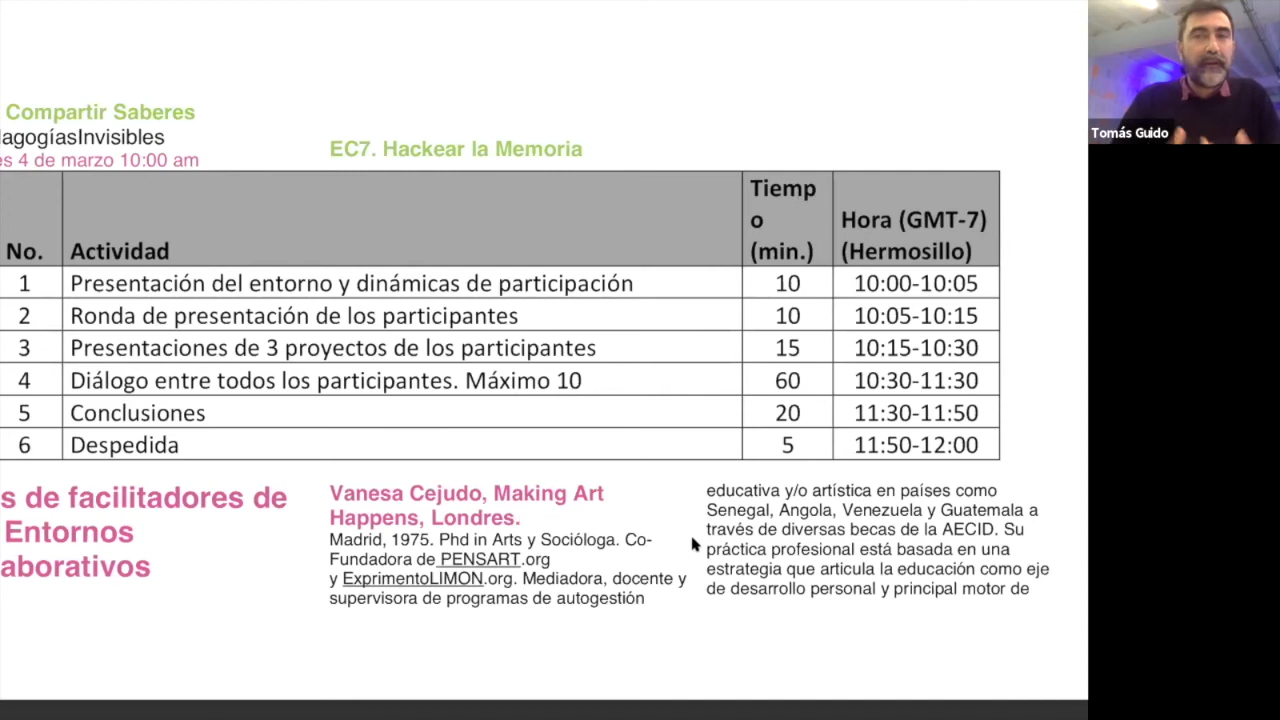 Compartir Saberes
lagogíasInvisibles
es 4 de marzo 10:00 am
EC7. Hackear la Memoria
No. Actividad Tiempo (min.) Hora (GMT-7) (Hermosillo)
1 Presentación del entorno y dinámicas de participación 10 10:00-10:05
2 Ronda de presentación de los participantes 10 10:05-10:15
3 Presentaciones de 3 proyectos de los participantes 15 10:15-10:30
4 Diálogo entre todos los participantes. Máximo 10 60 10:30-11:30
5 Conclusiones 20 11:30-11:50
6 Despedida 5 11:50-12:00
s de facilitadores de
Entornos
aborativos
Vanesa Cejudo, Making Art
Happens, Londres.
Madrid, 1975. Phd in Arts y Socióloga. Co-
Fundadora de PENSART.org
y ExprimentoLIMON.org. Mediadora, docente y
supervisora de programas de autogestión
educativa y/o artística en países como
Senegal, Angola, Venezuela y Guatemala a
través de diversas becas de la AECID. Su
práctica profesional está basada en una
estrategia que articula la educación como eje
de desarrollo personal y principal motor de
Tomás Guido